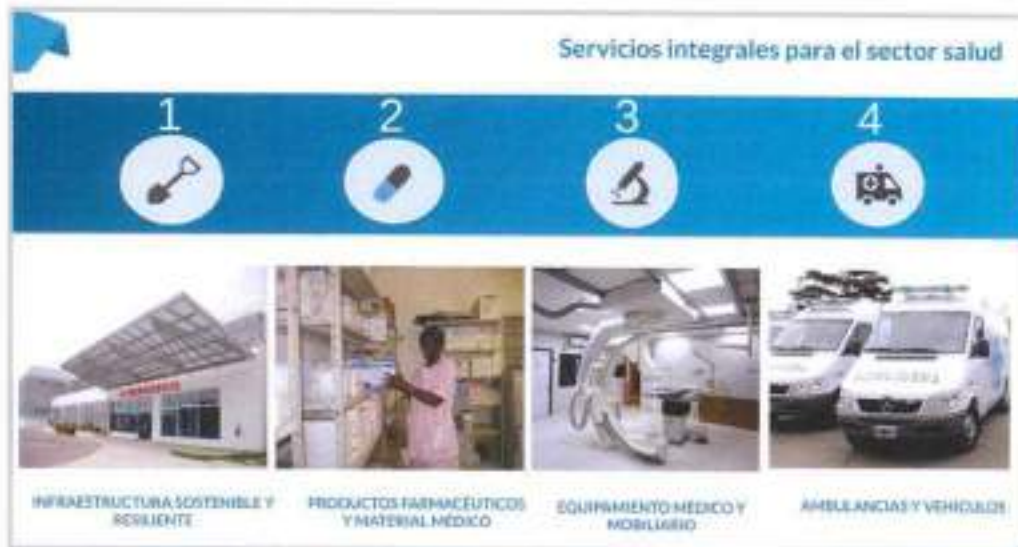 Servicios integrales para el sector salud
1
2
3
4
INFRAESTRUCTURA SOSTENIBLE Y
RESILIENTE
PRODUCTOS FARMACÉUTICOS
Y MATERIAL MÉDICO
EQUIPAMIENTO MÉDICO Y
MOBILIARIO
AMBULANCIAS Y VEHÍCULOS